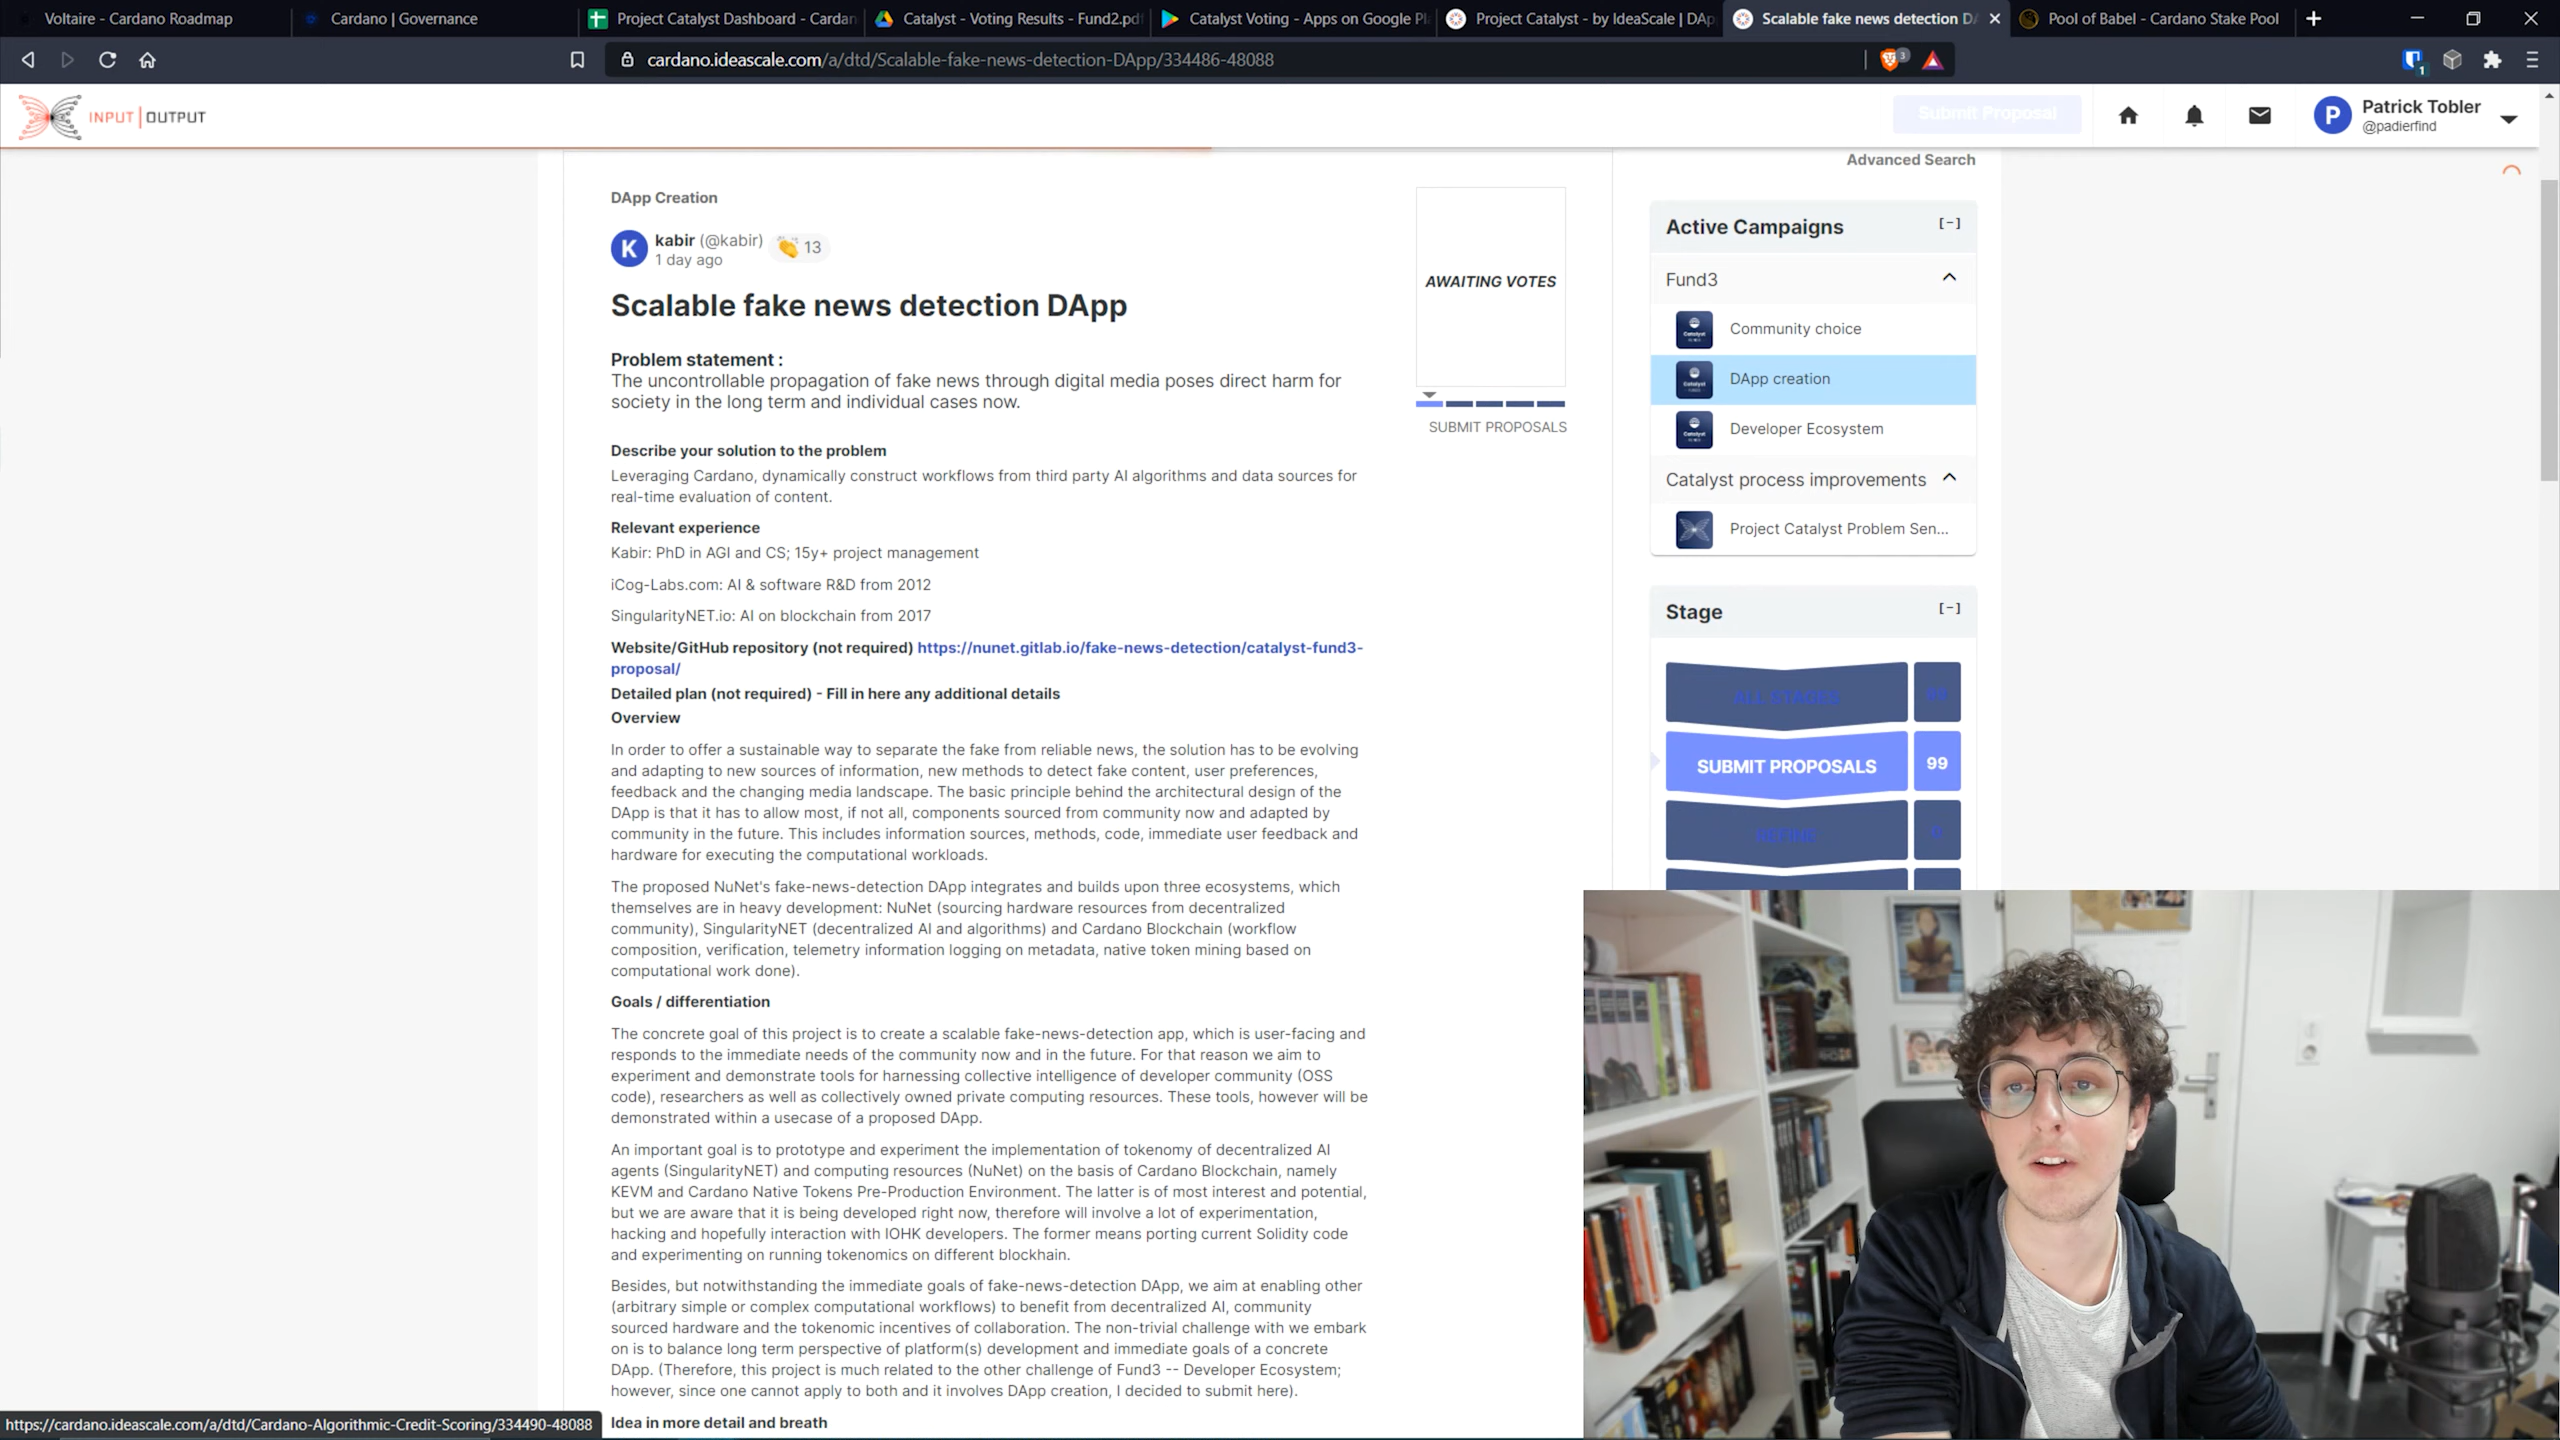 Voltaire - Cardano Roadmap
Cardano | Governance
Project Catalyst Dashboard - Cardan
Catalyst - Voting Results - Fund2.pdf
Catalyst Voting - Apps on Google Pl
Project Catalyst - by IdeaScale | DAp
Scalable fake news detection DA
Pool of Babel - Cardano Stake Pool
cardano.ideascale.com/a/dtd/Scalable-fake-news-detection-DApp/334486-48088
3
1
INPUT | OUTPUT
Submit Proposal
P
Patrick Tobler
@padierfind
Advanced Search
DApp Creation
K
kabir (@kabir)
13
1 day ago
Scalable fake news detection DApp
Problem statement :
The uncontrollable propagation of fake news through digital media poses direct harm for
society in the long term and individual cases now.
Describe your solution to the problem
Leveraging Cardano, dynamically construct workflows from third party AI algorithms and data sources for
real-time evaluation of content.
Relevant experience
Kabir: PhD in AGI and CS; 15y+ project management
iCog-Labs.com: AI & software R&D from 2012
SingularityNET.io: AI on blockchain from 2017
Website/GitHub repository (not required) https://nunet.gitlab.io/fake-news-detection/catalyst-fund3-
proposal/
Detailed plan (not required) - Fill in here any additional details
Overview
In order to offer a sustainable way to separate the fake from reliable news, the solution has to be evolving
and adapting to new sources of information, new methods to detect fake content, user preferences,
feedback and the changing media landscape. The basic principle behind the architectural design of the
DApp is that it has to allow most, if not all, components sourced from community now and adapted by
community in the future. This includes information sources, methods, code, immediate user feedback and
hardware for executing the computational workloads.
The proposed NuNet's fake-news-detection DApp integrates and builds upon three ecosystems, which
themselves are in heavy development: NuNet (sourcing hardware resources from decentralized
community), SingularityNET (decentralized AI and algorithms) and Cardano Blockchain (workflow
composition, verification, telemetry information logging on metadata, native token mining based on
computational work done).
Goals / differentiation
The concrete goal of this project is to create a scalable fake-news-detection app, which is user-facing and
responds to the immediate needs of the community now and in the future. For that reason we aim to
experiment and demonstrate tools for harnessing collective intelligence of developer community (OSS
code), researchers as well as collectively owned private computing resources. These tools, however will be
demonstrated within a usecase of a proposed DApp.
An important goal is to prototype and experiment the implementation of tokenomy of decentralized AI
agents (SingularityNET) and computing resources (NuNet) on the basis of Cardano Blockchain, namely
KEVM and Cardano Native Tokens Pre-Production Environment. The latter is of most interest and potential,
but we are aware that it is being developed right now, therefore will involve a lot of experimentation,
hacking and hopefully interaction with IOHK developers. The former means porting current Solidity code
and experimenting on running tokenomics on different blockhain.
Besides, but notwithstanding the immediate goals of fake-news-detection DApp, we aim at enabling other
(arbitrary simple or complex computational workflows) to benefit from decentralized AI, community
sourced hardware and the tokenomic incentives of collaboration. The non-trivial challenge with we embark
on is to balance long term perspective of platform(s) development and immediate goals of a concrete
DApp. (Therefore, this project is much related to the other challenge of Fund3 -- Developer Ecosystem;
however, since one cannot apply to both and it involves DApp creation, I decided to submit here).
Idea in more detail and breath
AWAITING VOTES
SUBMIT PROPOSALS
Active Campaigns
[-]
Fund3
Community choice
DApp creation
Developer Ecosystem
Catalyst process improvements
Project Catalyst Problem Sen...
Stage
[-]
ALL STAGES
SUBMIT PROPOSALS
99
REFINE
https://cardano.ideascale.com/a/dtd/Cardano-Algorithmic-Credit-Scoring/334490-48088